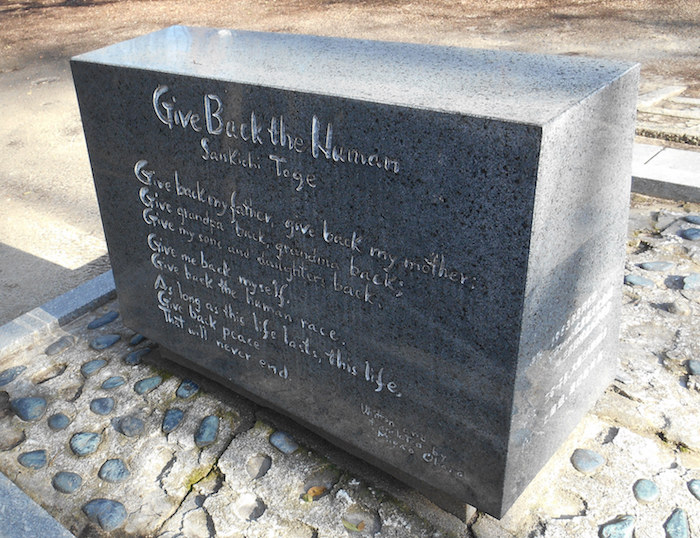 Give Back the Human
Sankichi Toge
Give back my father, give back my mother;
Give grandpa back, grandma back;
Give my sons and daughters back.
Give me back myself.
Give back the human race.
As long as this life lasts, this life,
Give back peace
That will never end.